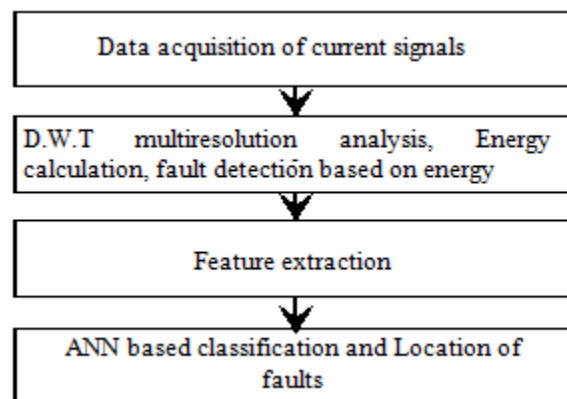 Data acquisition of current signals
D.W.T multiresolution analysis, Energy
calculation, fault detection based on energy
Feature extraction
ANN based classification and Location of
faults